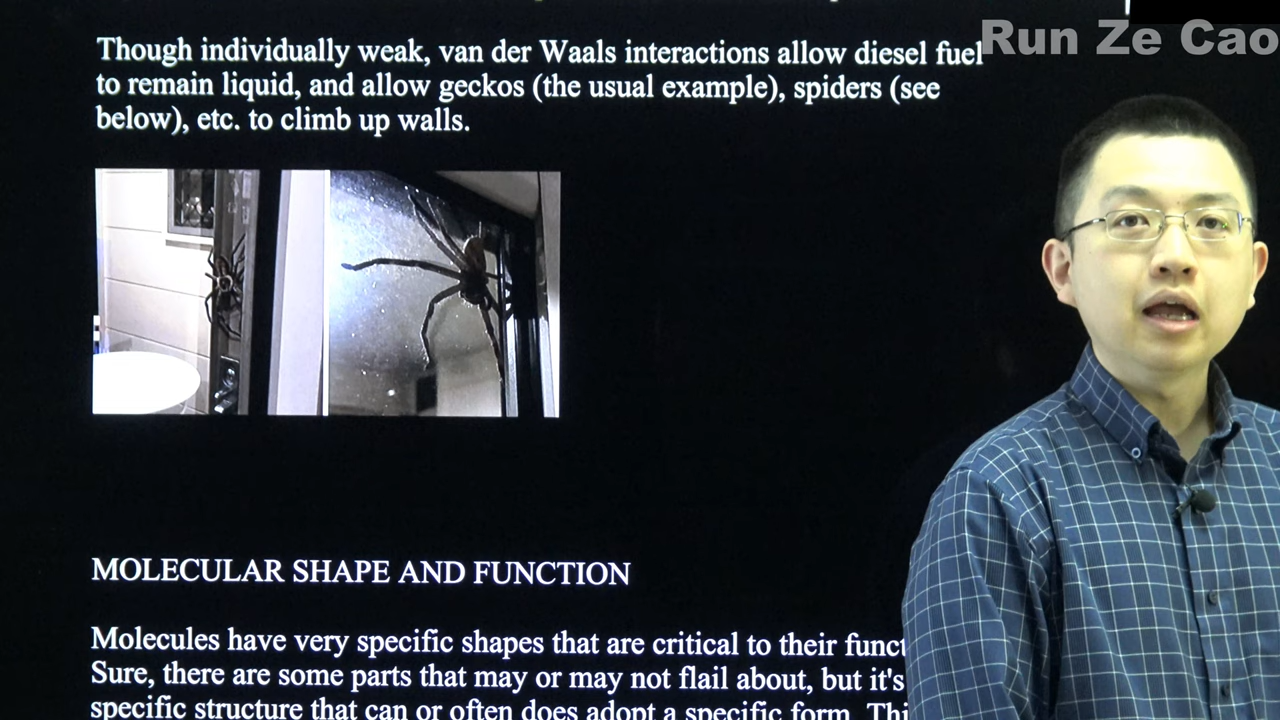 Run Ze Cao
Though individually weak, van der Waals interactions allow diesel fuel
to remain liquid, and allow geckos (the usual example), spiders (see
below), etc. to climb up walls.
MOLECULAR SHAPE AND FUNCTION
Molecules have very specific shapes that are critical to their funct
Sure, there are some parts that may or may not flail about, but it's
specific structure that can or often does adopt a specific form. Thi